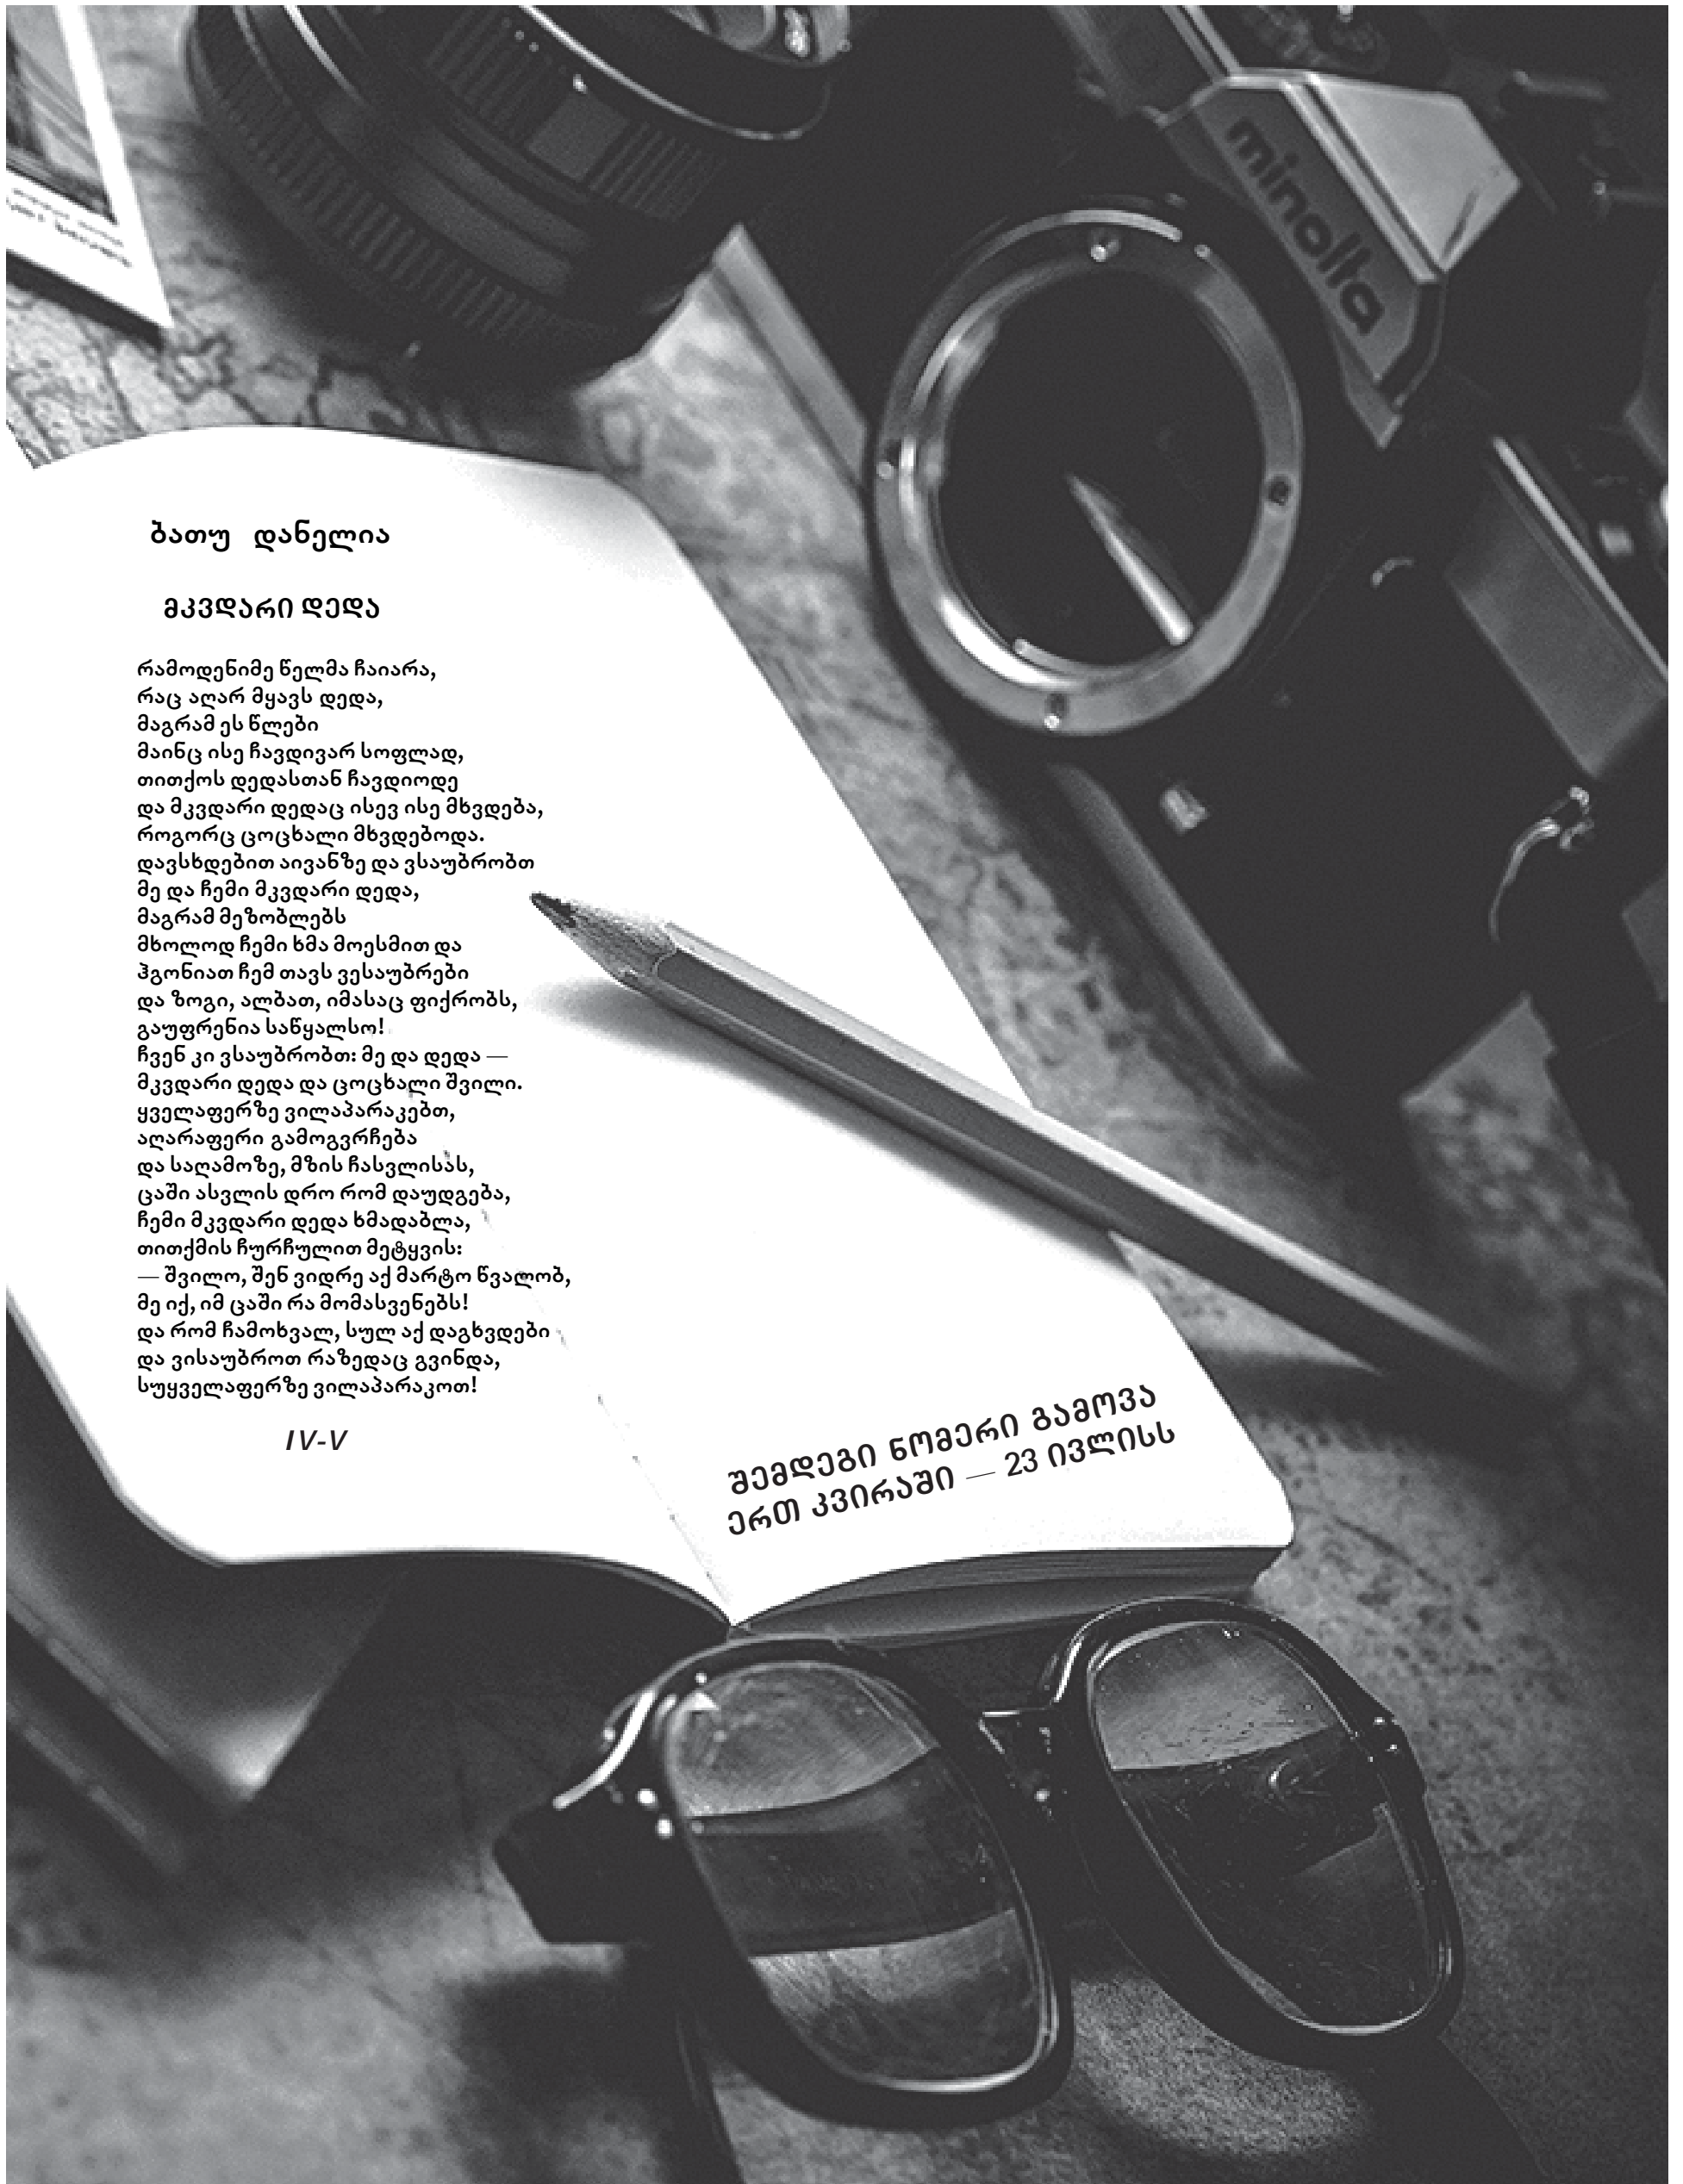 minolta
ბათუ დანელია
მკვდარი დედა
რამოდენიმე წელმა ჩაიარა,
რაც აღარ მყავს დედა,
მაგრამ ეს წლები
მაინც ისე ჩავდივარ სოფლად,
თითქოს დედასთან ჩავდიოდე
და მკვდარი დედაც ისევ ისე მხვდება,
როგორც ცოცხალი მხვდებოდა.
დავსხდებით აივანზე და ვსაუბრობთ
მე და ჩემი მკვდარი დედა,
მაგრამ მეზობლებს
მხოლოდ ჩემი ხმა მოესმით და
ჰგონიათ ჩემ თავს ვესაუბრები
და ზოგი, ალბათ, იმასაც ფიქრობს,
გაუფრენია საწყალსო!
ჩვენ კი ვსაუბრობთ: მე და დედა —
მკვდარი დედა და ცოცხალი შვილი.
ყველაფერზე ვილაპარაკებთ,
აღარაფერი გამოგვრჩება
და საღამოზე, მზის ჩასვლისას,
ცაში ასვლის დრო რომ დაუდგება,
ჩემი მკვდარი დედა ხმადაბლა,
თითქმის ჩურჩულით მეტყვის:
— შვილო, შენ ვიდრე აქ მარტო წვალობ,
მე იქ, იმ ცაში რა მომასვენებს!
და რომ ჩამოხვალ, სულ აქ დაგხვდები
და ვისაუბროთ რაზედაც გვინდა,
სუყველაფერზე ვილაპარაკოთ!
IV-V
შემდეგი ნომერი გამოვა
ერთ კვირაში — 23 ივლისს